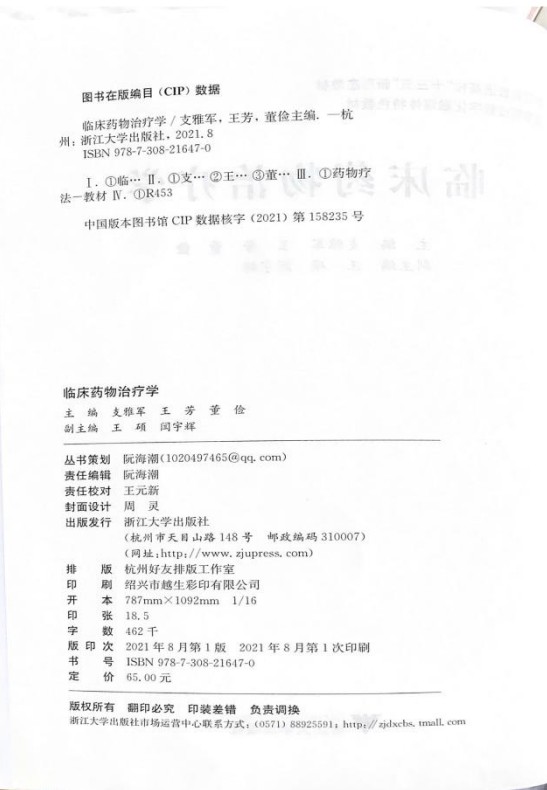 图书在版编目(CIP)数据
临床药物治疗学/支雅军,王芳,董俭主编.—杭
州:浙江大学出版社,2021.8
ISBN 978-7-308-21647-0
Ⅰ.①临… Ⅱ.①支… ②王… ③董… Ⅲ.①药物疗
法—教材 Ⅳ.①R453
中国版本图书馆CIP数据核字(2021)第158235号
临床药物治疗学
主 编 支雅军 王 芳 董 俭
副主编 王 硕 闾宇辉
丛书策划 阮海潮(1020497465@qq.com)
责任编辑 阮海潮
责任校对 王元新
封面设计 周 灵
出版发行 浙江大学出版社
(杭州市天目山路148号 邮政编码310007)
(网址:http://www.zjupress.com)
排 版 杭州好友排版工作室
印 刷 绍兴市越生彩印有限公司
开 本 787mm×1092mm 1/16
印 张 18.5
字 数 462千
版印次 2021年8月第1版 2021年8月第1次印刷
书 号 ISBN 978-7-308-21647-0
定 价 65.00元
版权所有 翻印必究 印装差错 负责调换
浙江大学出版社市场运营中心联系方式:(0571)88925591;http://zjdxcbs.tmall.com